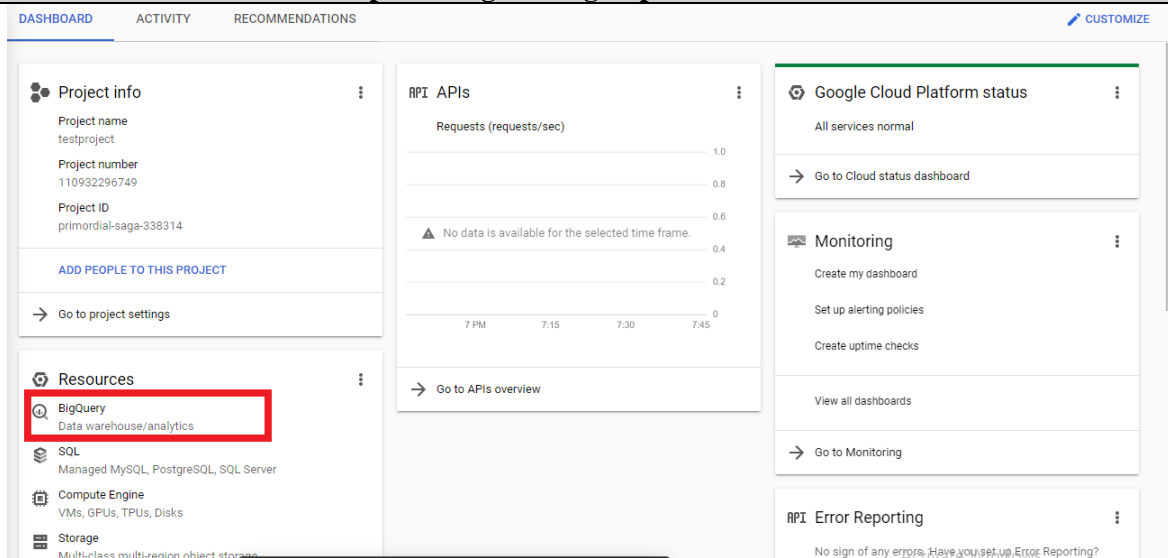 DASHBOARD ACTIVITY RECOMMENDATIONS CUSTOMIZE
Project info
Project name
testproject
Project number
110932296749
Project ID
primordial-saga-338314
ADD PEOPLE TO THIS PROJECT
Go to project settings
Resources
BigQuery
Data warehouse/analytics
SQL
Managed MySQL, PostgreSQL, SQL Server
Compute Engine
VMs, GPUs, TPUs, Disks
Storage
Multi-class multi-region object storage
API APIs
Requests (requests/sec)
1.0
0.8
0.6
No data is available for the selected time frame.
0.4
0.2
0
7 PM 7:15 7:30 7:45
Go to APIs overview
Google Cloud Platform status
All services normal
Go to Cloud status dashboard
Monitoring
Create my dashboard
Set up alerting policies
Create uptime checks
View all dashboards
Go to Monitoring
API Error Reporting
No sign of any errors. Have you set up Error Reporting?